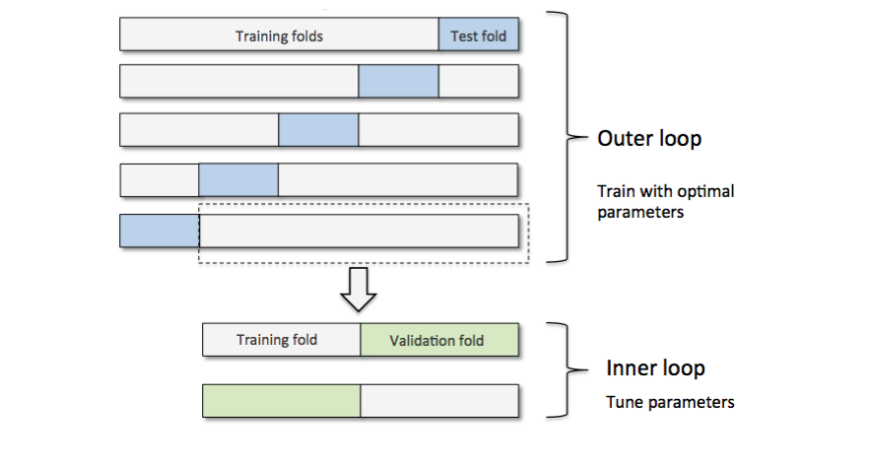 Training folds
Test fold
Outer loop
Train with optimal
parameters
Training fold
Validation fold
Inner loop
Tune parameters